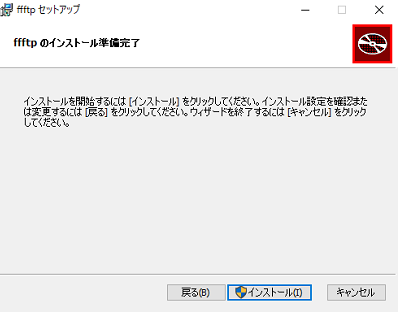 ffftp セットアップ
ffftp のインストール準備完了
インストールを開始するには [インストール] をクリックしてください。インストール設定を確認また
は変更するには [戻る] をクリックしてください。ウィザードを終了するには [キャンセル] をクリック
してください。
戻る(B)
インストール(I)
キャンセル